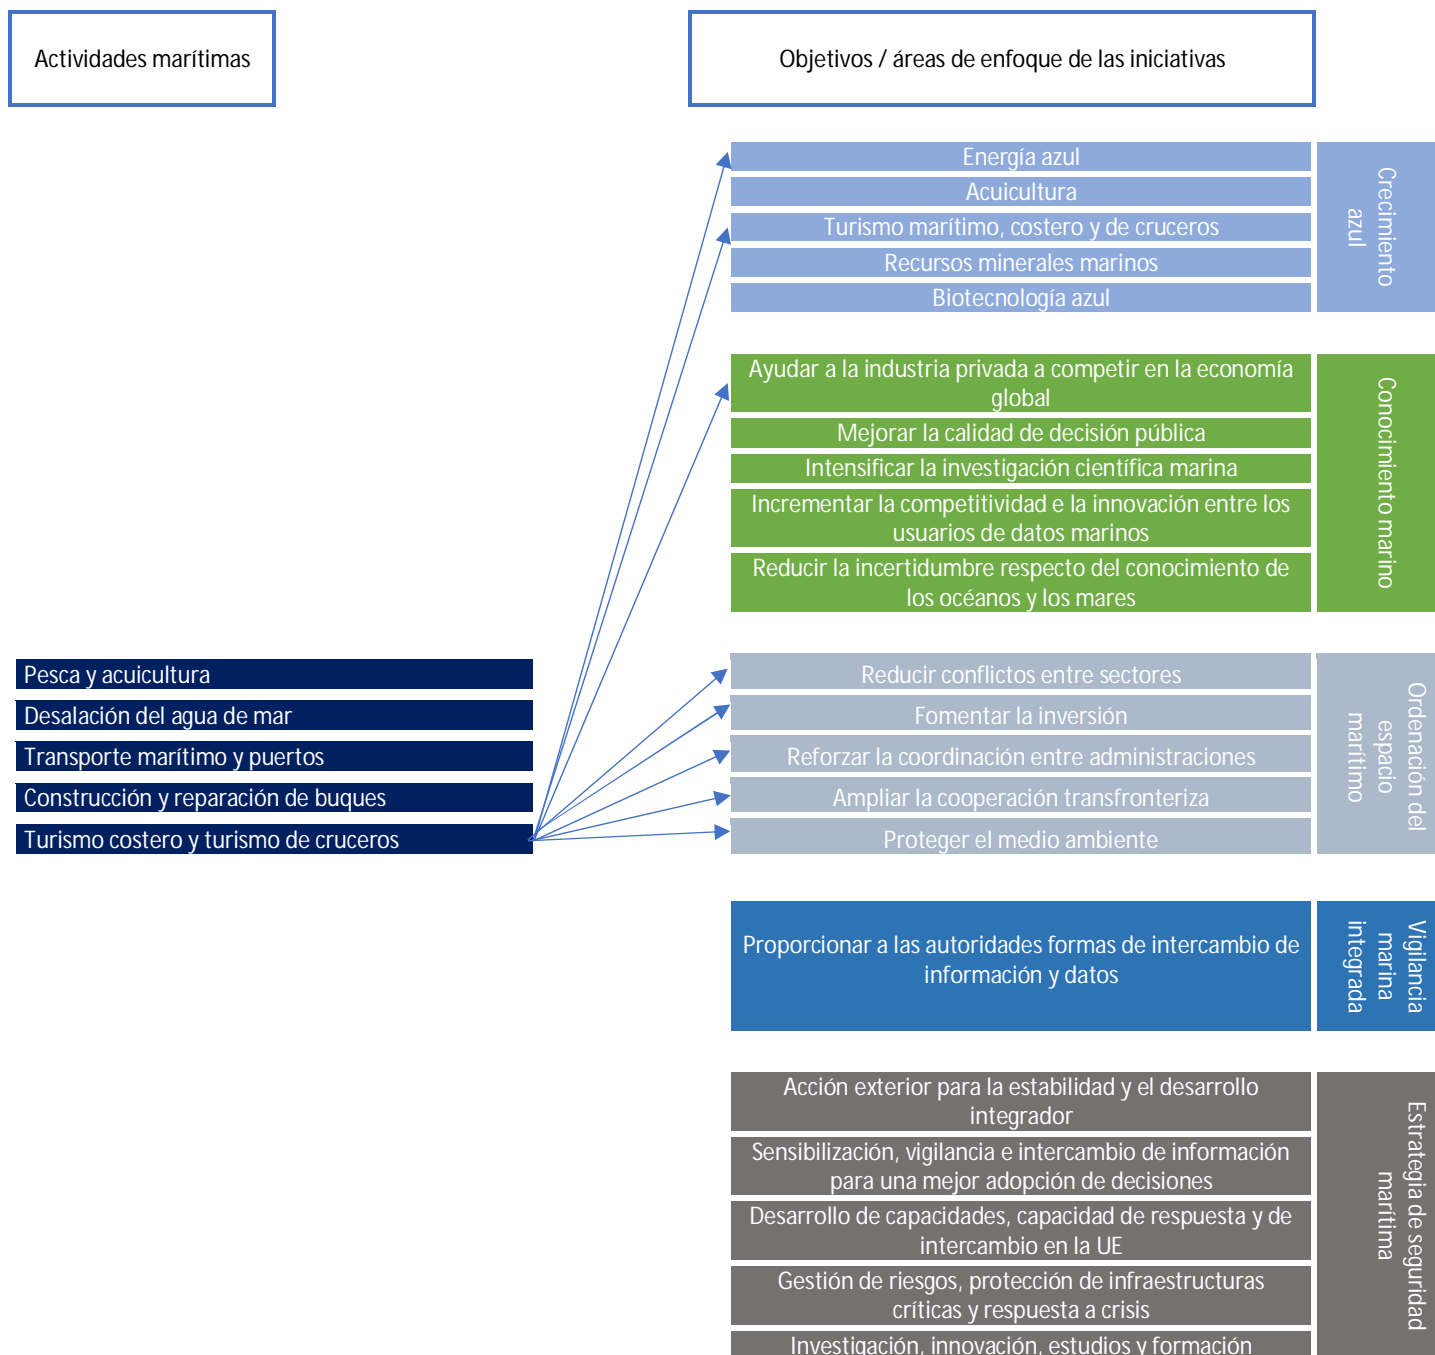 Actividades marítimas
Objetivos / áreas de enfoque de las iniciativas
Energía azul
Acuicultura
Turismo marítimo, costero y de cruceros
Recursos minerales marinos
Biotecnología azul
Crecimiento
azul
Ayudar a la industria privada a competir en la economía
global
Mejorar la calidad de decisión pública
Intensificar la investigación científica marina
Incrementar la competitividad e la innovación entre los
usuarios de datos marinos
Reducir la incertidumbre respecto del conocimiento de
los océanos y los mares
Conocimiento marino
Pesca y acuicultura
Desalación del agua de mar
Transporte marítimo y puertos
Construcción y reparación de buques
Turismo costero y turismo de cruceros
Reducir conflictos entre sectores
Fomentar la inversión
Reforzar la coordinación entre administraciones
Ampliar la cooperación transfronteriza
Proteger el medio ambiente
Ordenación del
espacio
marítimo
Proporcionar a las autoridades formas de intercambio de
información y datos
Vigilancia
marina
integrada
Acción exterior para la estabilidad y el desarrollo
integrador
Sensibilización, vigilancia e intercambio de información
para una mejor adopción de decisiones
Desarrollo de capacidades, capacidad de respuesta y de
intercambio en la UE
Gestión de riesgos, protección de infraestructuras
críticas y respuesta a crisis
Investigación, innovación, estudios y formación
Estrategia de seguridad
marítima